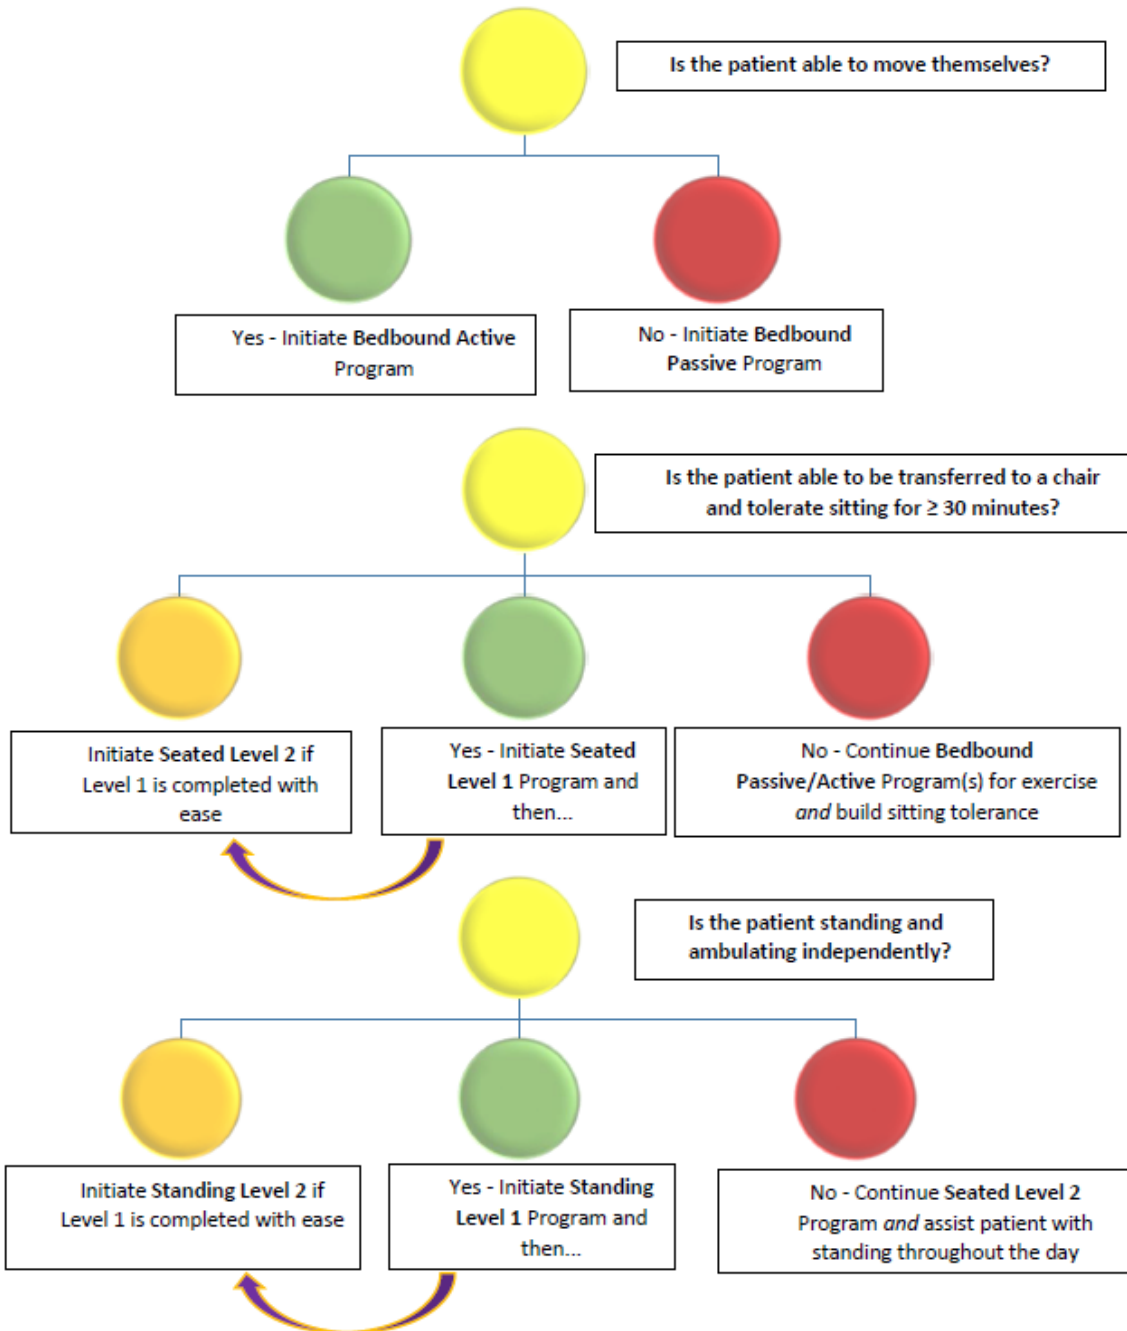 Is the patient able to move themselves?
Yes - Initiate Bedbound Active
Program
No - Initiate Bedbound
Passive Program
Is the patient able to be transferred to a chair
and tolerate sitting for ≥ 30 minutes?
Initiate Seated Level 2 if
Level 1 is completed with
ease
Yes - Initiate Seated
Level 1 Program and
then...
No - Continue Bedbound
Passive/Active Program(s) for exercise
and build sitting tolerance
Is the patient standing and
ambulating independently?
Initiate Standing Level 2 if
Level 1 is completed with ease
Yes - Initiate Standing
Level 1 Program and
then...
No - Continue Seated Level 2
Program and assist patient with
standing throughout the day